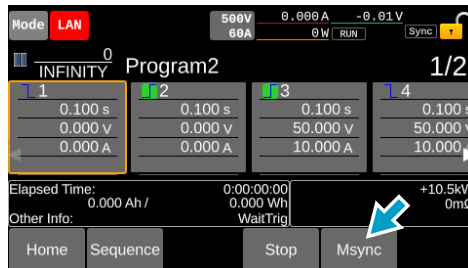 Mode LAN 500V 0.000 A -0.01 V
60A 0 W RUN Sync
0
INFINITY Program2 1/2
1 2 3 4
0.100 s 0.100 s 0.100 s 0.100 s
0.000 V 0.000 V 50.000 V 50.000 V
0.000 A 0.000 A 10.000 A 10.000
Elapsed Time: 0:00:00:00 +10.5kW
0.000 Ah / 0.000 Wh 0mΩ
Other Info: WaitTrig
Home Sequence Stop Msync